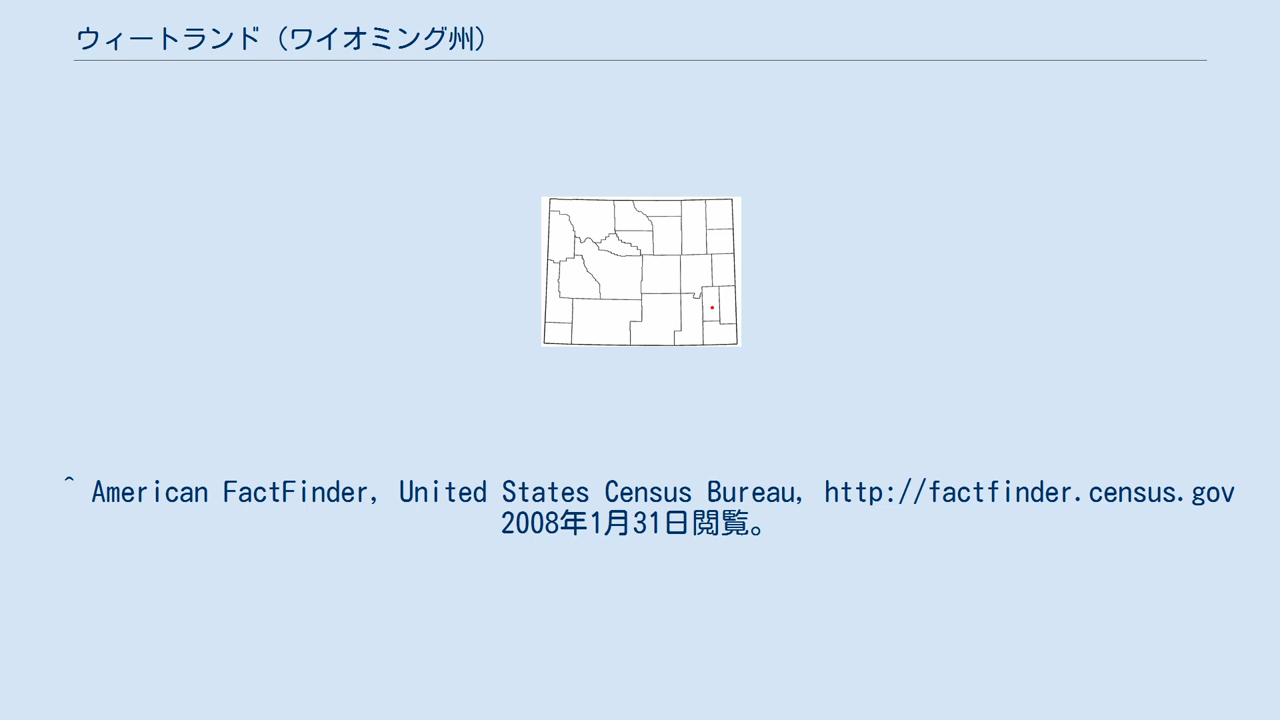 ウィートランド（ワイオミング州）
^ American FactFinder, United States Census Bureau, http://factfinder.census.gov
2008年1月31日閲覧。